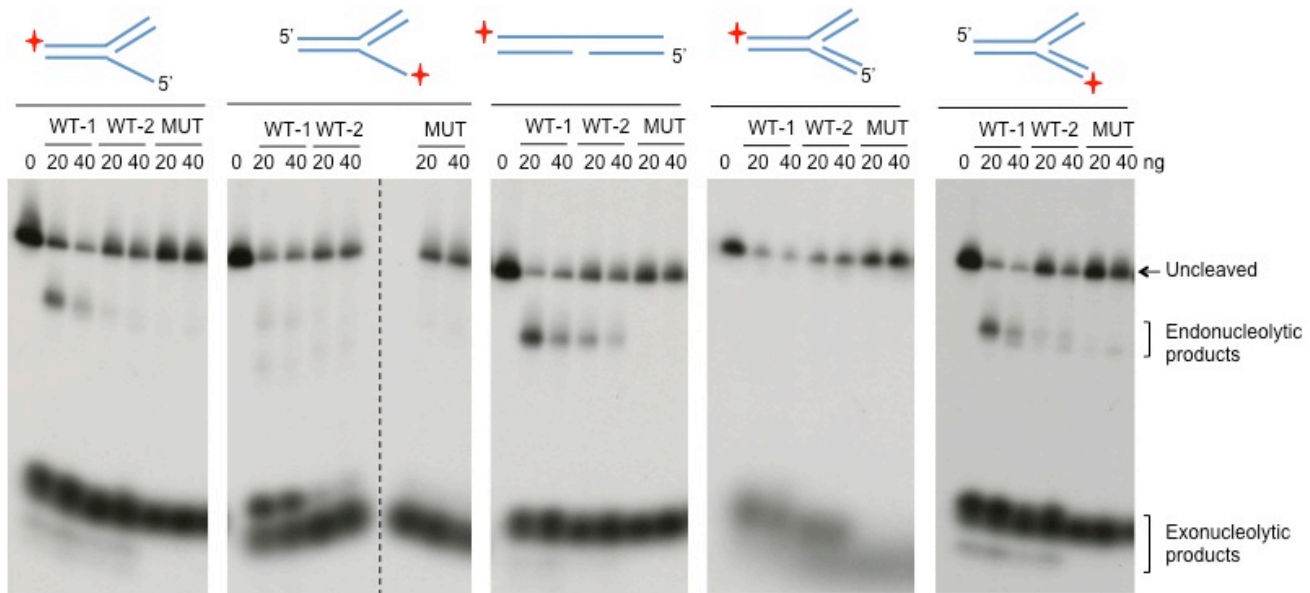 5' 5' 5' 5' 5'
WT-1 WT-2 MUT WT-1 WT-2 MUT WT-1 WT-2 MUT WT-1 WT-2 MUT WT-1 WT-2 MUT
0 20 40 20 40 20 40 0 20 40 20 40 20 40 0 20 40 20 40 20 40 0 20 40 20 40 20 40 0 20 40 20 40 20 40 ng
Uncleaved
Endonucleolytic
products
Exonucleolytic
products